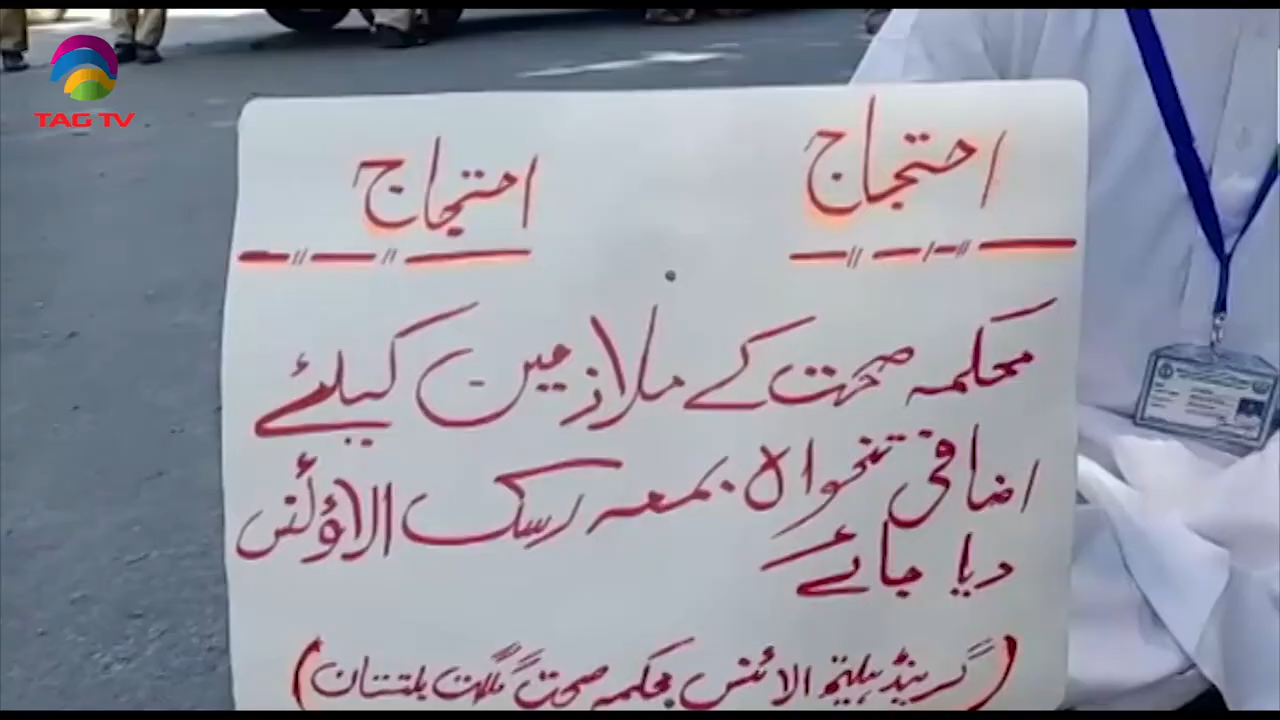 TAG TV
احتجاج احتجاج
محکمہ صحت کے ملازمین کیلئے
اضافی تنخواہ بمعہ رسک الاؤنس
دیا جائے
(گرینڈ ہیلتھ الائنس محکمہ صحت گلگت بلتستان)